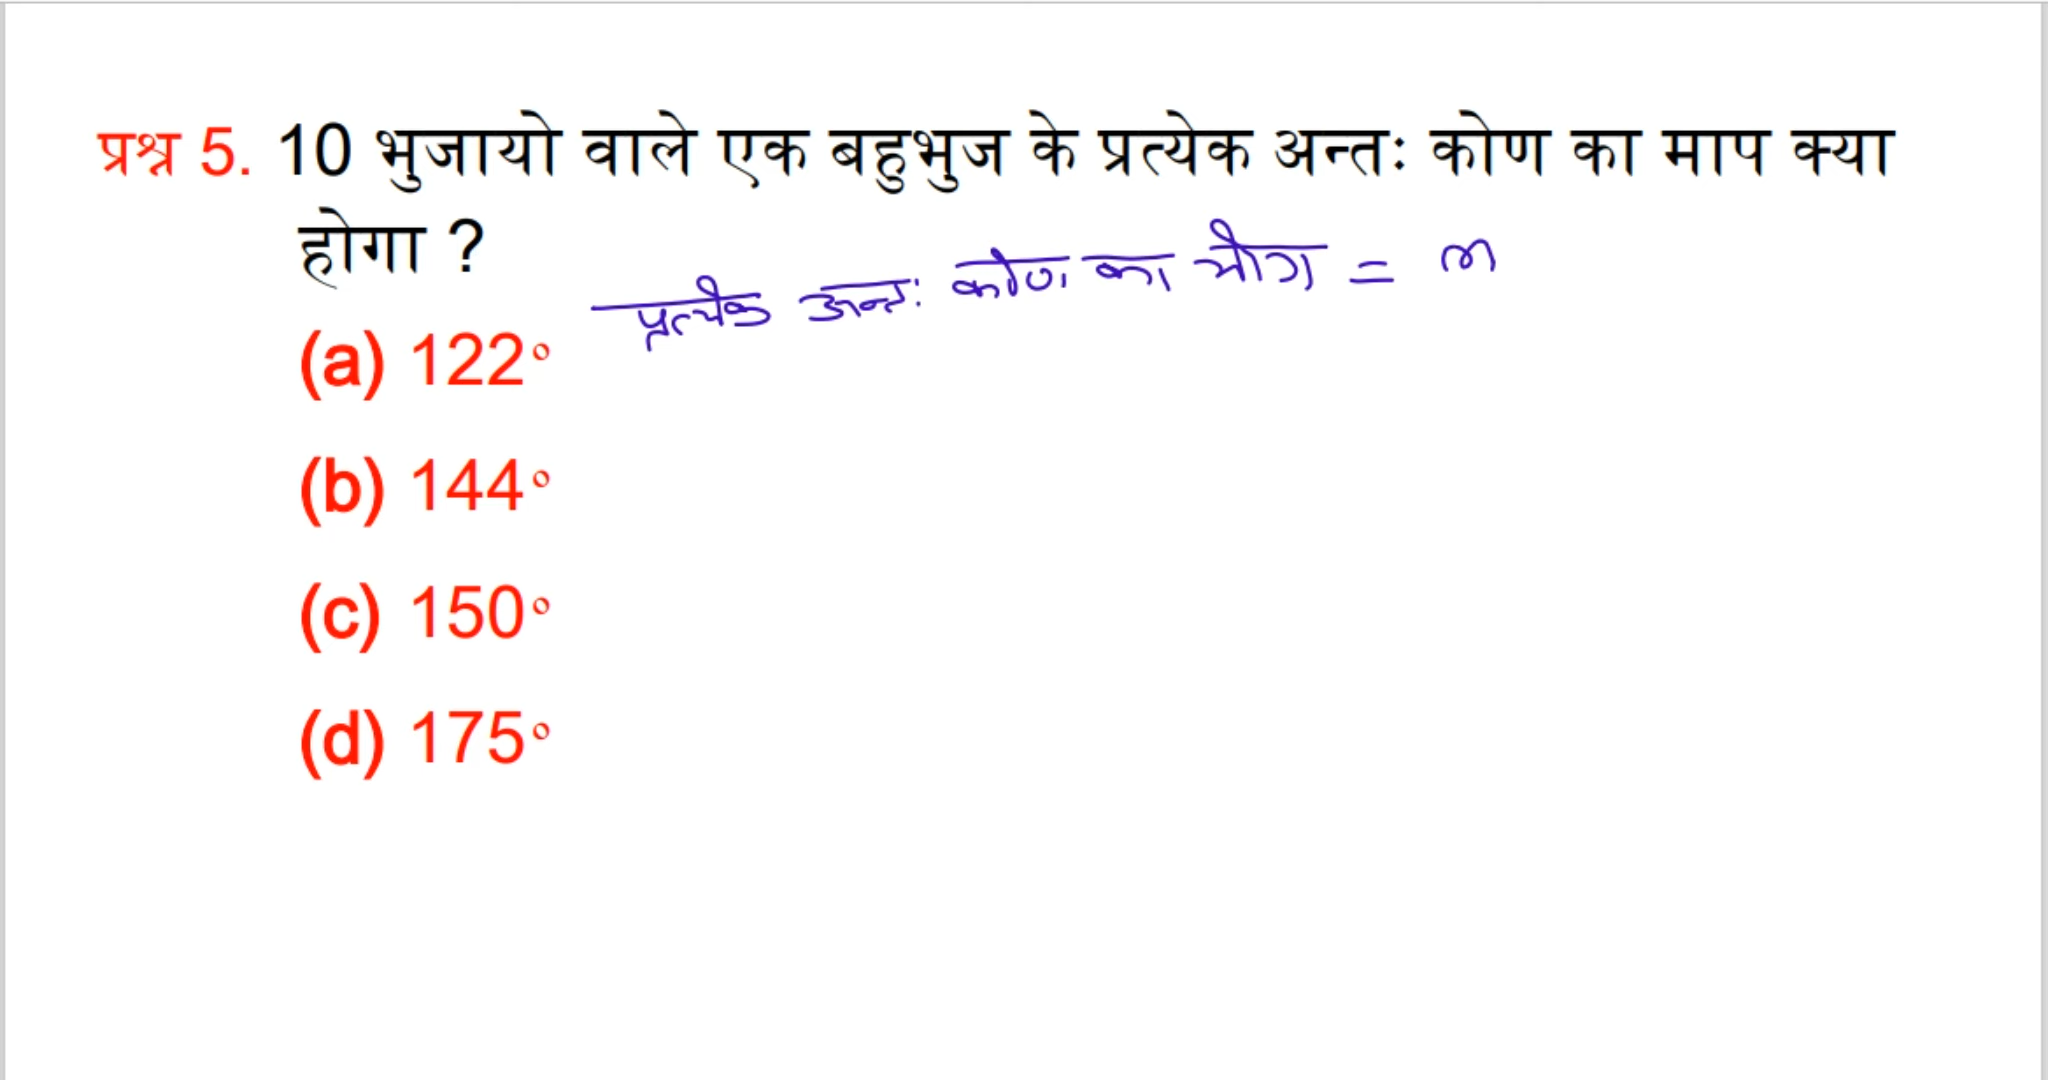 प्रश्न 5. 10 भुजायो वाले एक बहुभुज के प्रत्येक अन्तः कोण का माप क्या
होगा ?
प्रत्येक अन्तः कोण का योग =
(a) 122°
(b) 144°
(c) 150°
(d) 175°